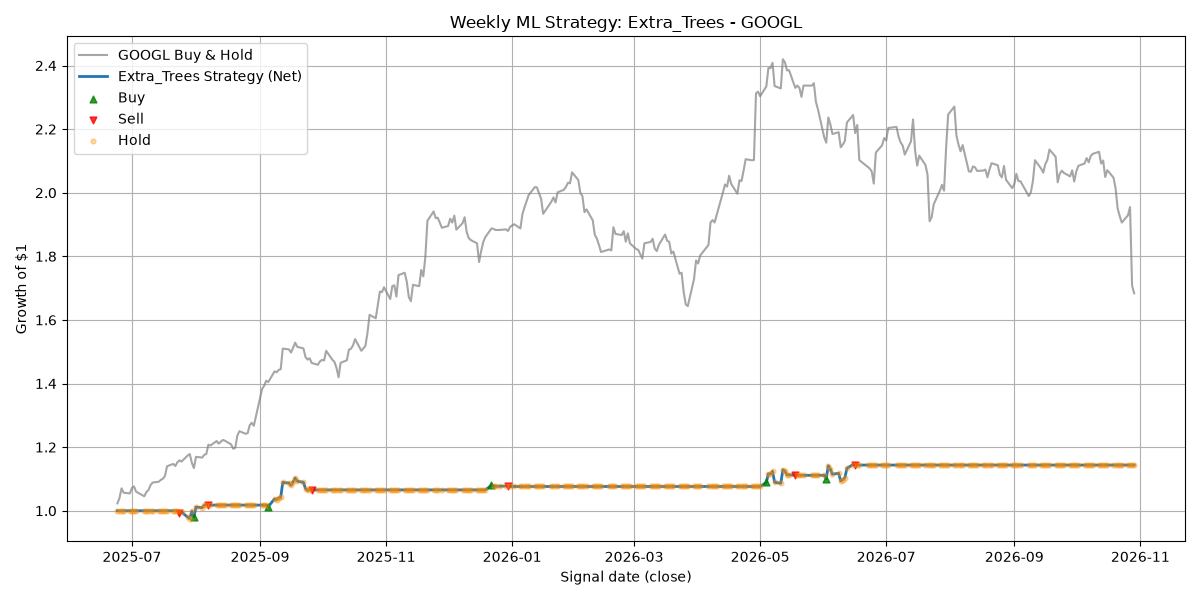 Weekly ML Strategy: Extra_Trees - GOOGL
GOOGL Buy & Hold
Extra_Trees Strategy (Net)
Buy
Sell
Hold
Growth of $1
2.4
2.2
2.0
1.8
1.6
1.4
1.2
1.0
2025-07
2025-09
2025-11
2026-01
2026-03
2026-05
2026-07
2026-09
2026-11
Signal date (close)